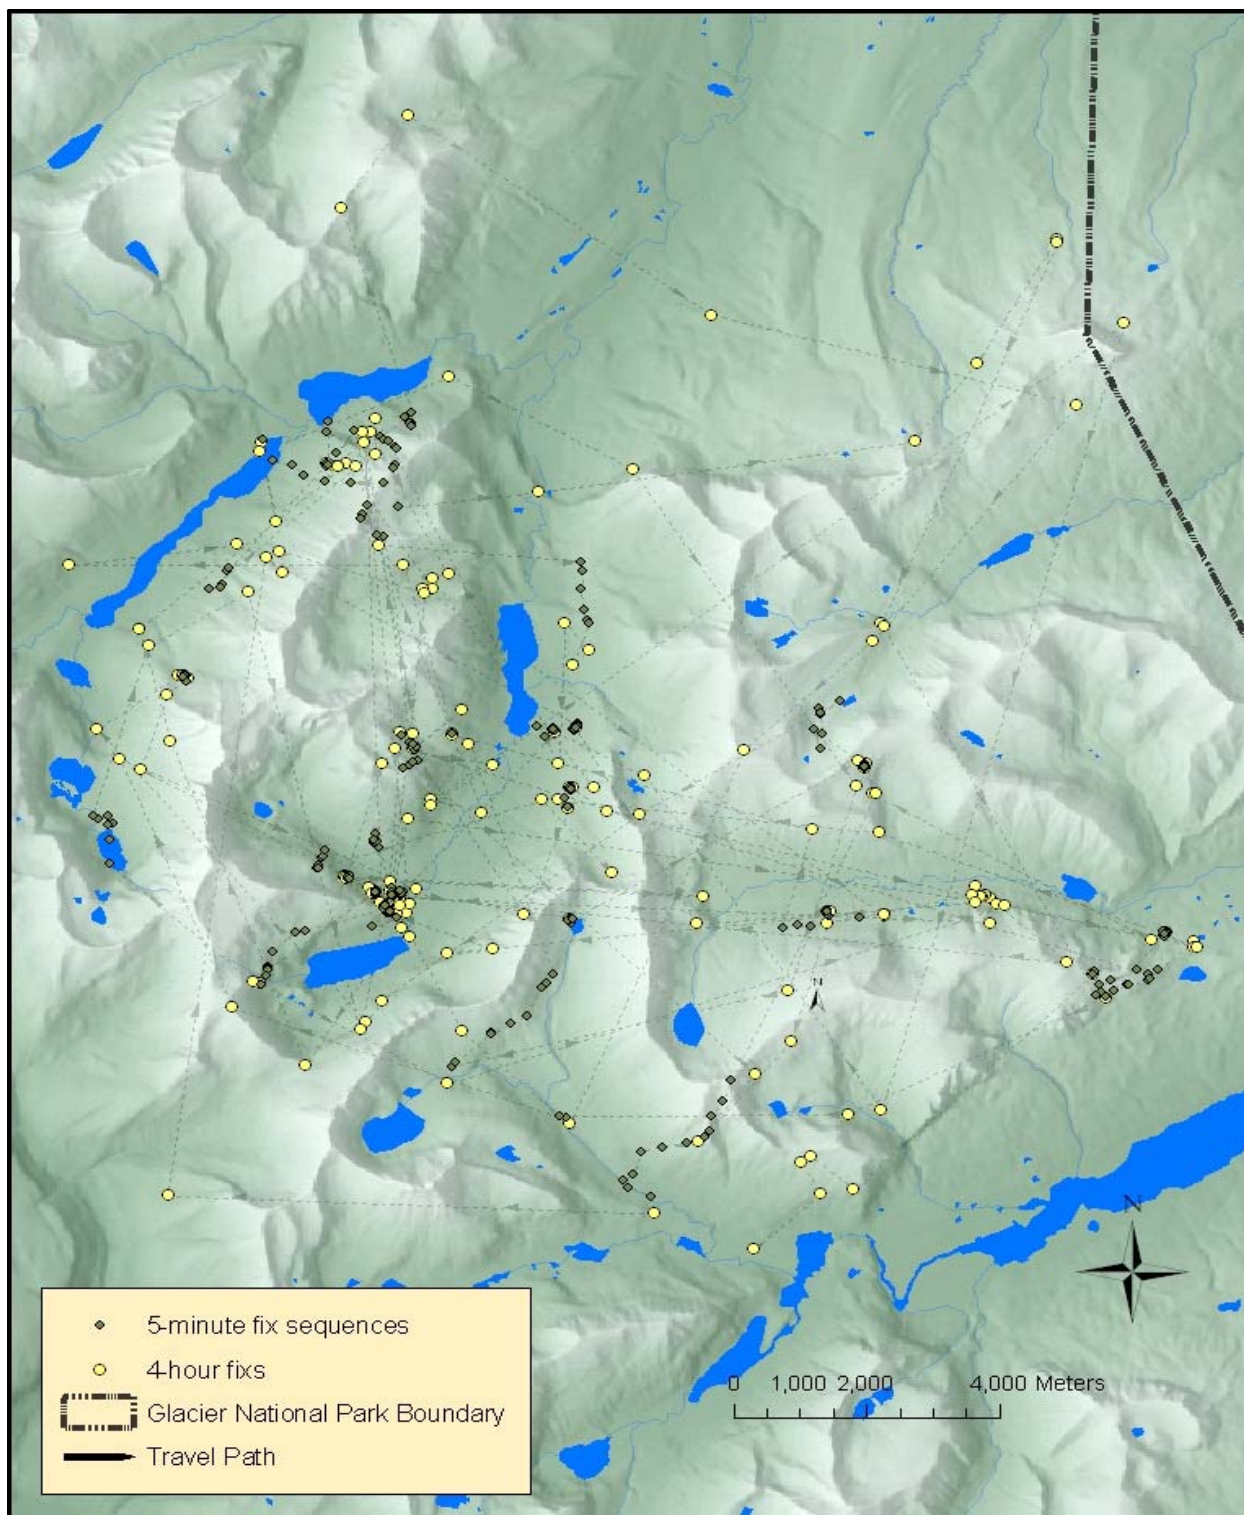 N
N
5-minute fix sequences
4-hour fixs
Glacier National Park Boundary
Travel Path
0 1,000 2,000 4,000 Meters